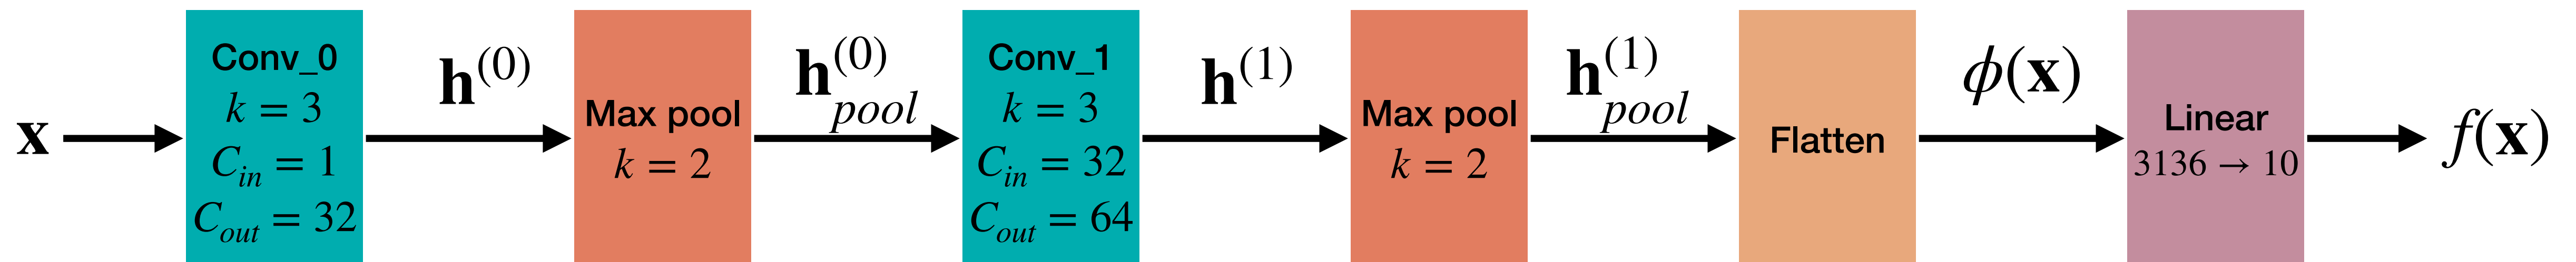 x
Conv_0
k = 3
C_in = 1
C_out = 32
h^(0)
Max pool
k = 2
h^(0)_pool
Conv_1
k = 3
C_in = 32
C_out = 64
h^(1)
Max pool
k = 2
h^(1)_pool
Flatten
ϕ(x)
Linear
3136 → 10
f(x)